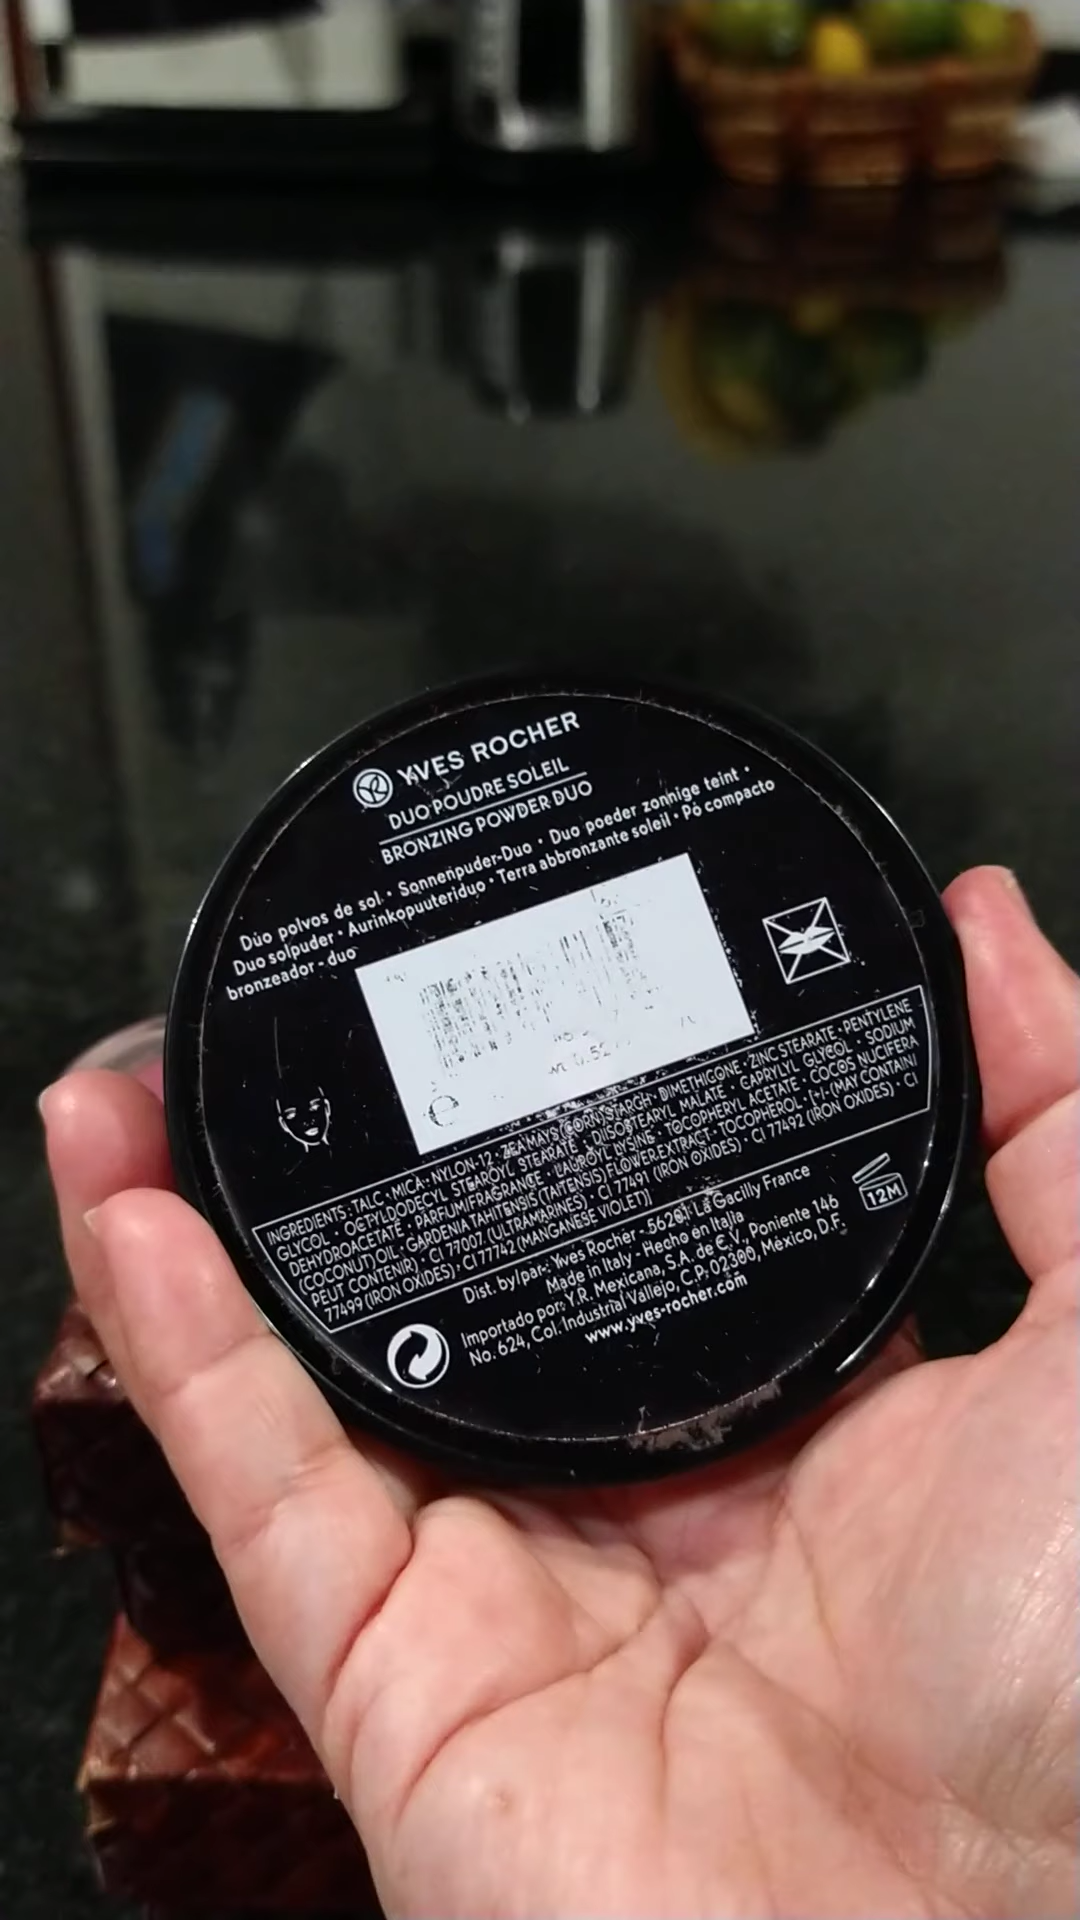 YVES ROCHER
DUO POUDRE SOLEIL
BRONZING POWDER DUO
Dúo polvos de sol • Sonnenpuder-Duo • Duo poeder zonnige teint •
Duo solpuder • Aurinkopuuteriduo • Terra abbronzante soleil • Pó compacto
bronzeador - duo
e
INGREDIENTS : TALC • MICA • NYLON-12 • ZEA MAYS (CORN) STARCH • DIMETHICONE • ZINC STEARATE • PENTYLENE
GLYCOL • OCTYLDODECYL STEAROYL STEARATE • DIISOSTEARYL MALATE • CAPRYLYL GLYCOL • SODIUM
DEHYDROACETATE • PARFUM/FRAGRANCE • LAUROYL LYSINE • TOCOPHERYL ACETATE • COCOS NUCIFERA
(COCONUT) OIL • GARDENIA TAHITENSIS (TAITENSIS) FLOWER EXTRACT • TOCOPHEROL • [+/- (MAY CONTAIN/
PEUT CONTENIR) • CI 77007 (ULTRAMARINES) • CI 77491 (IRON OXIDES) • CI 77492 (IRON OXIDES) • CI
77499 (IRON OXIDES) • CI 77742 (MANGANESE VIOLET)]
12M
Dist. by/par : Yves Rocher - 56201 La Gacilly France
Made in Italy - Hecho en Italia
Importado por: Y.R. Mexicana, S.A. de C.V., Poniente 146
No. 624, Col. Industrial Vallejo, C.P. 02300, México, D.F.
www.yves-rocher.com